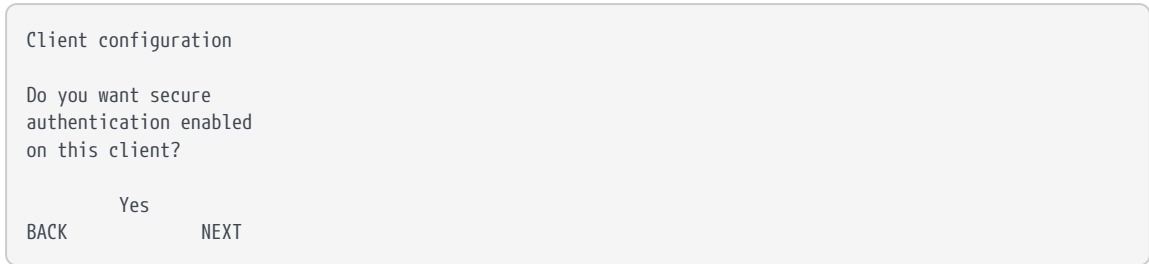 Client configuration
Do you want secure
authentication enabled
on this client?
Yes
BACK NEXT